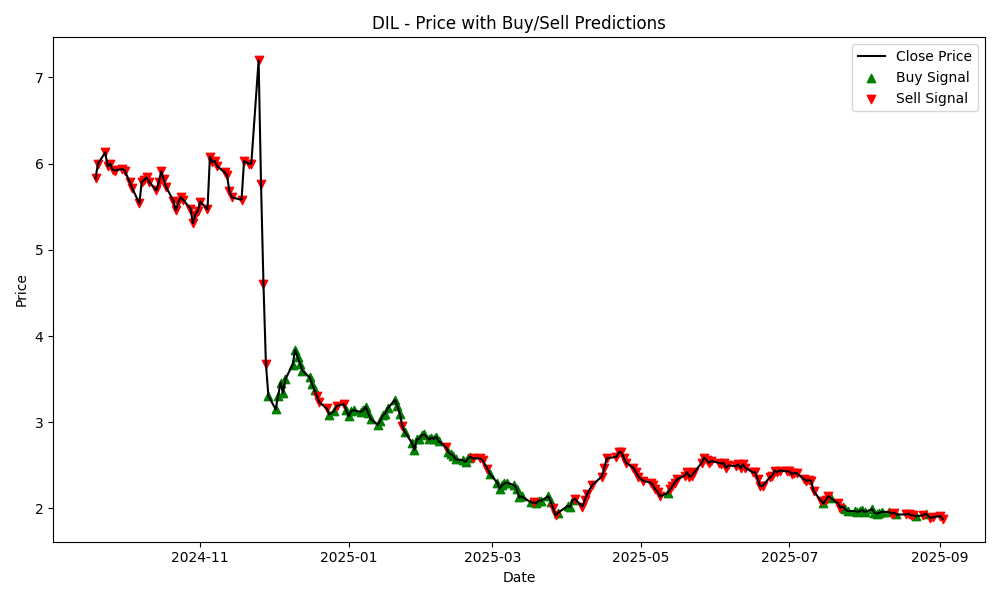 DIL - Price with Buy/Sell Predictions
Close Price
Buy Signal
Sell Signal
Price
7
6
5
4
3
2
2024-11
2025-01
2025-03
2025-05
2025-07
2025-09
Date